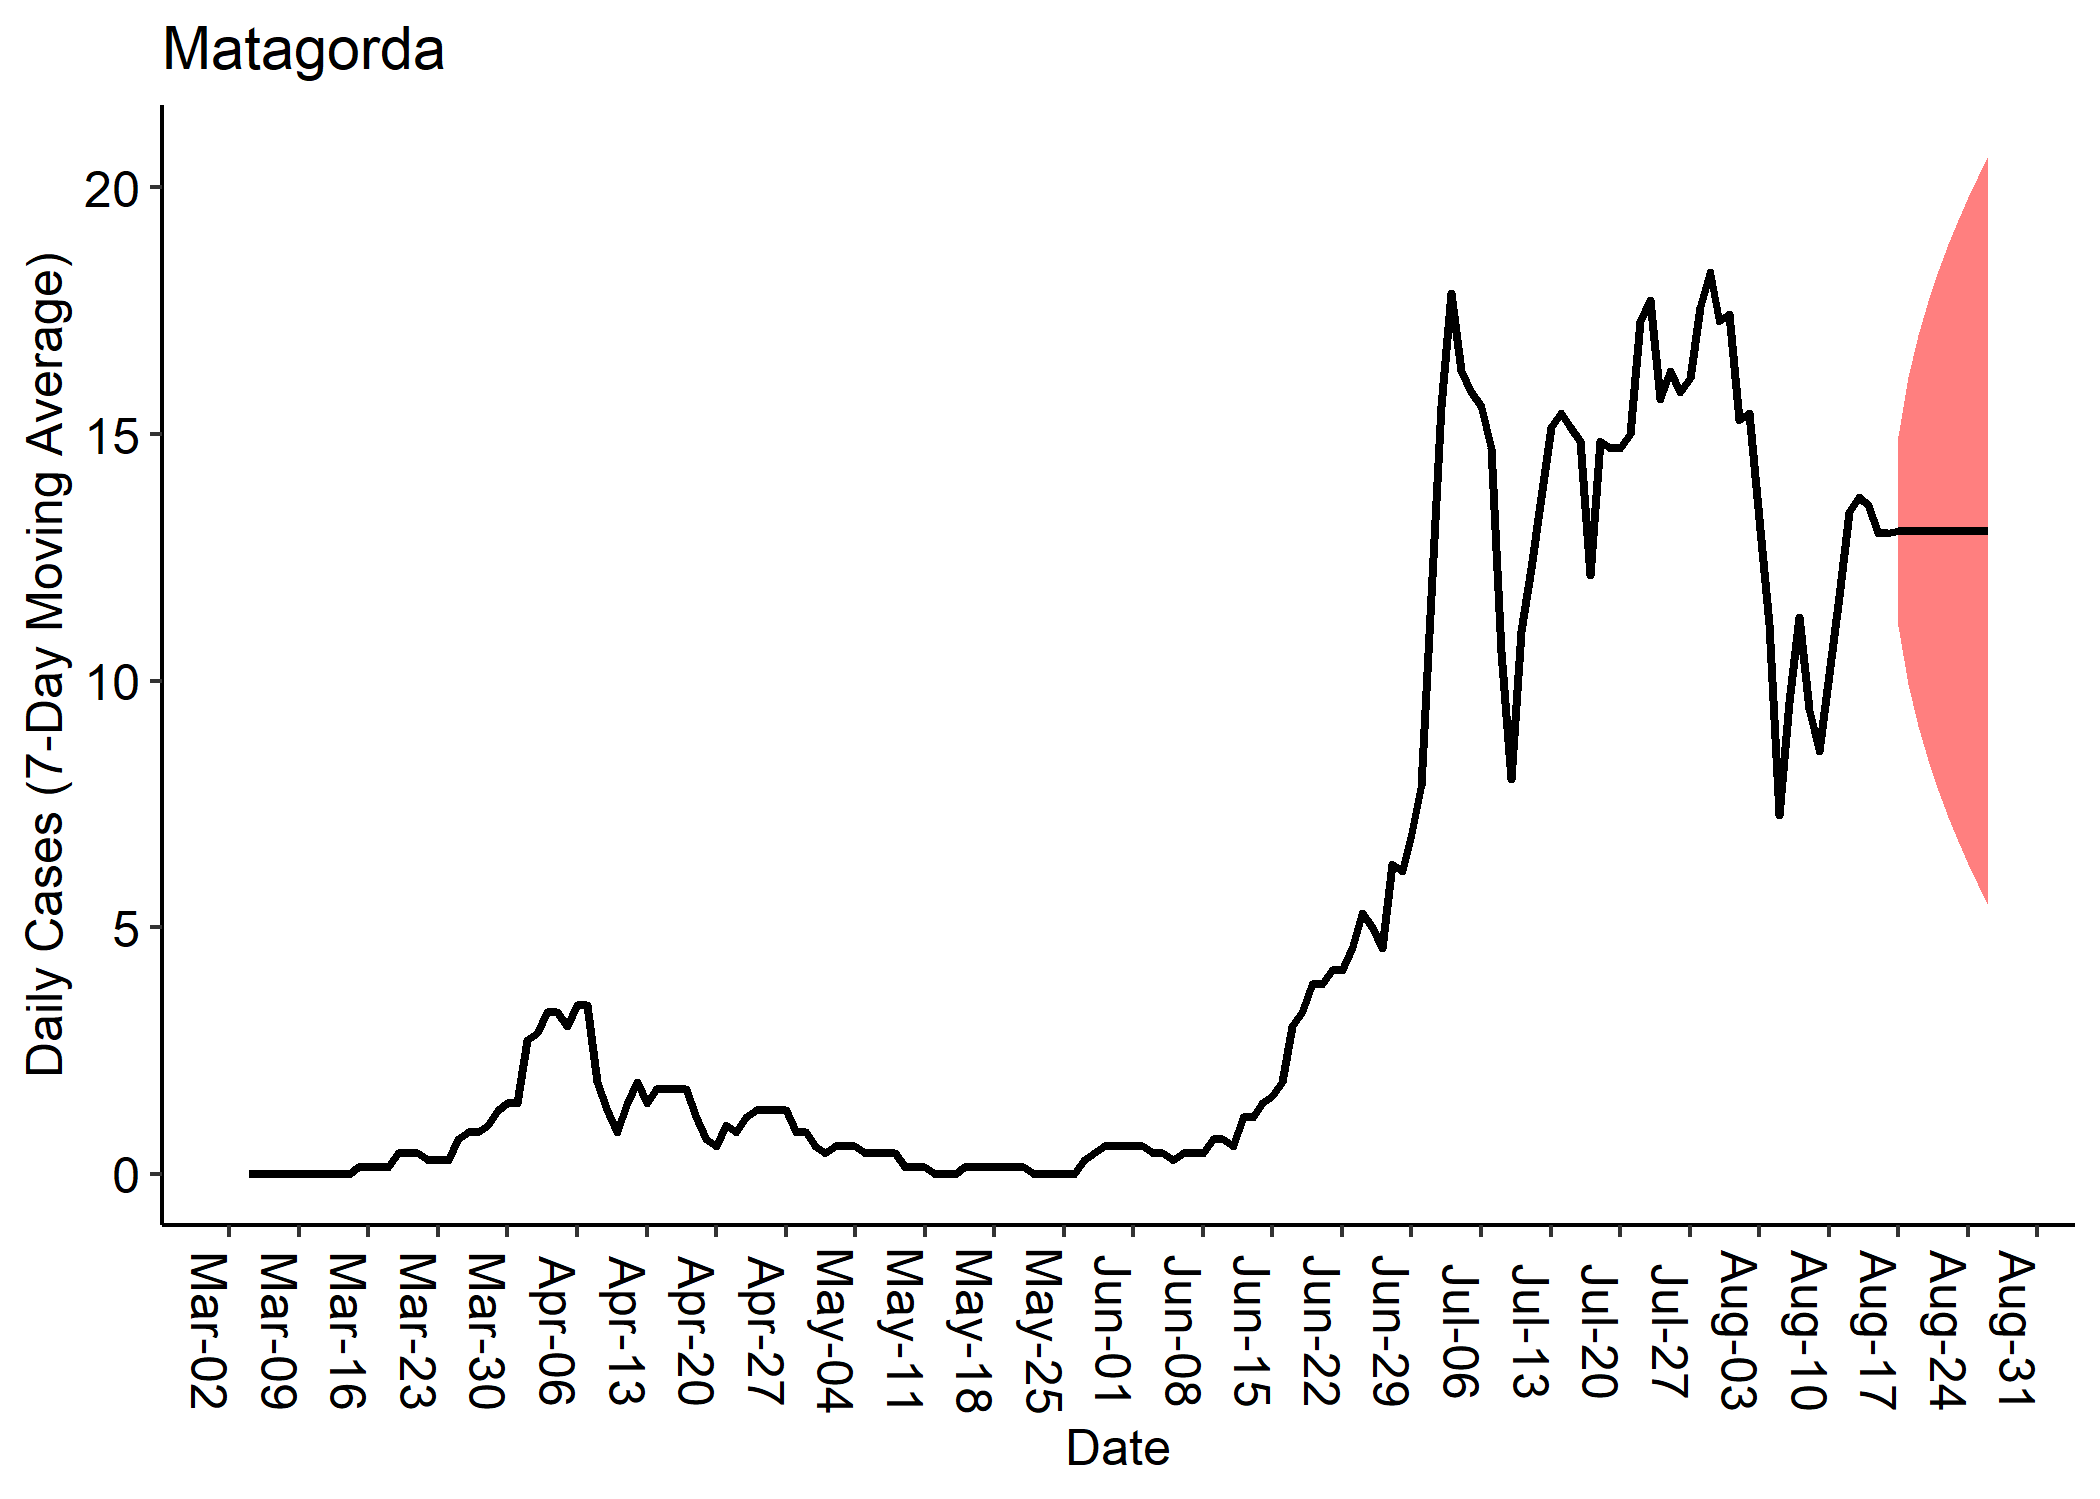 Matagorda
Daily Cases (7-Day Moving Average)
20
15
10
5
0
Mar-02
Mar-09
Mar-16
Mar-23
Mar-30
Apr-06
Apr-13
Apr-20
Apr-27
May-04
May-11
May-18
May-25
Jun-01
Jun-08
Jun-15
Jun-22
Jun-29
Jul-06
Jul-13
Jul-20
Jul-27
Aug-03
Aug-10
Aug-17
Aug-24
Aug-31
Date